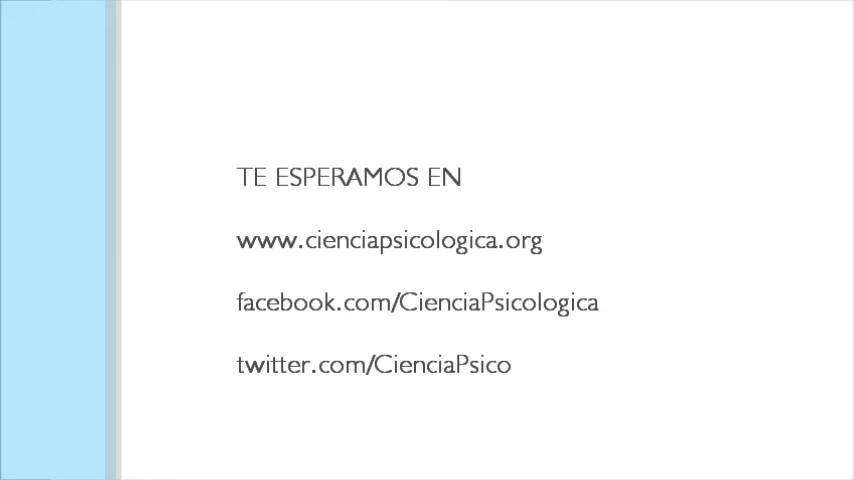 TE ESPERAMOS EN
www.cienciapsicologica.org
facebook.com/CienciaPsicologica
twitter.com/CienciaPsico